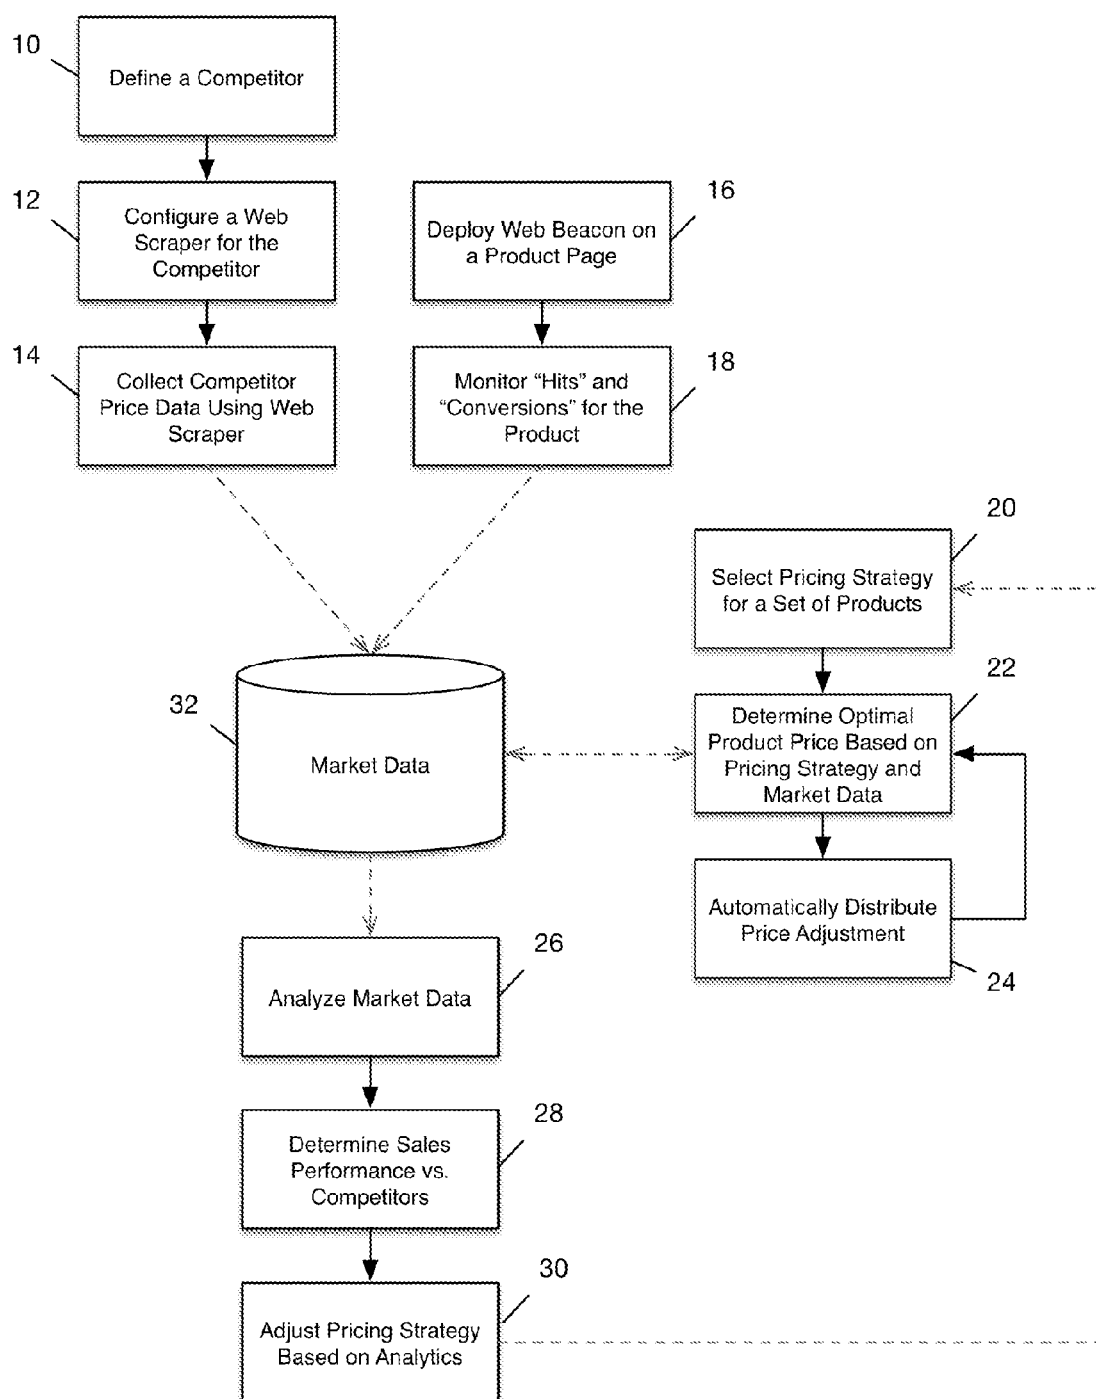 10
Define a Competitor
12
Configure a Web
Scraper for the
Competitor
16
Deploy Web Beacon on
a Product Page
14
Collect Competitor
Price Data Using Web
Scraper
18
Monitor “Hits” and
“Conversions” for the
Product
20
Select Pricing Strategy
for a Set of Products
22
Determine Optimal
Product Price Based on
Pricing Strategy and
Market Data
32
Market Data
Automatically Distribute
Price Adjustment
24
26
Analyze Market Data
28
Determine Sales
Performance vs.
Competitors
30
Adjust Pricing Strategy
Based on Analytics